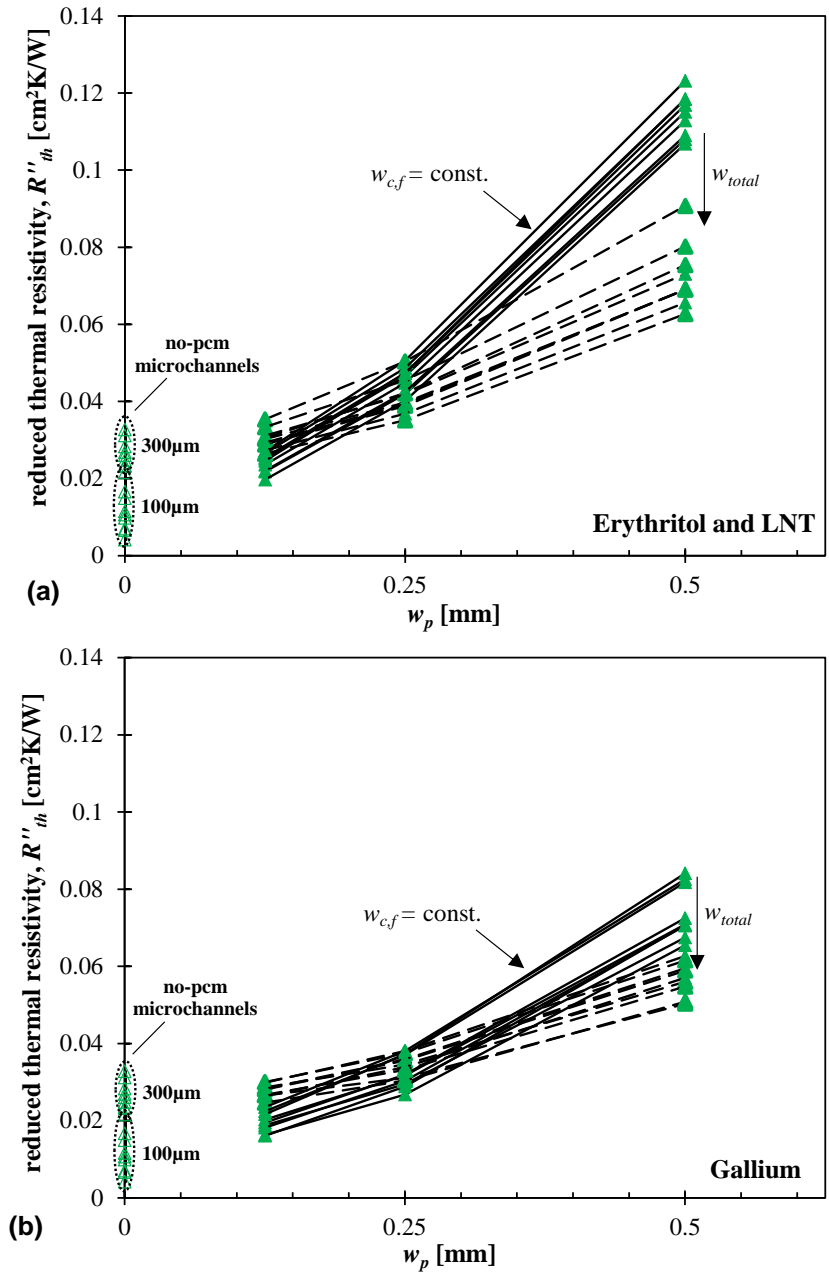 0.14
0.12
0.1
0.08
0.06
0.04
0.02
0
reduced thermal resistivity, R''th [cm²K/W]
wc,f = const.
wtotal
no-pcm
microchannels
300μm
100μm
Erythritol and LNT
0 0.25 0.5
(a)
wp [mm]
0.14
0.12
0.1
0.08
0.06
0.04
0.02
0
reduced thermal resistivity, R''th [cm²K/W]
wc,f = const.
wtotal
no-pcm
microchannels
300μm
100μm
Gallium
0 0.25 0.5
(b)
wp [mm]